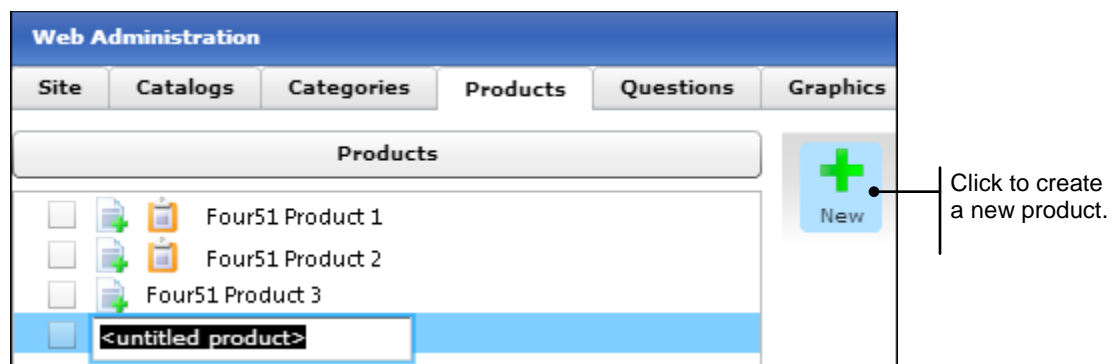 Web Administration
Site Catalogs Categories Products Questions Graphics
Products
Four51 Product 1
Four51 Product 2
Four51 Product 3
<untitled product>
New
Click to create
a new product.